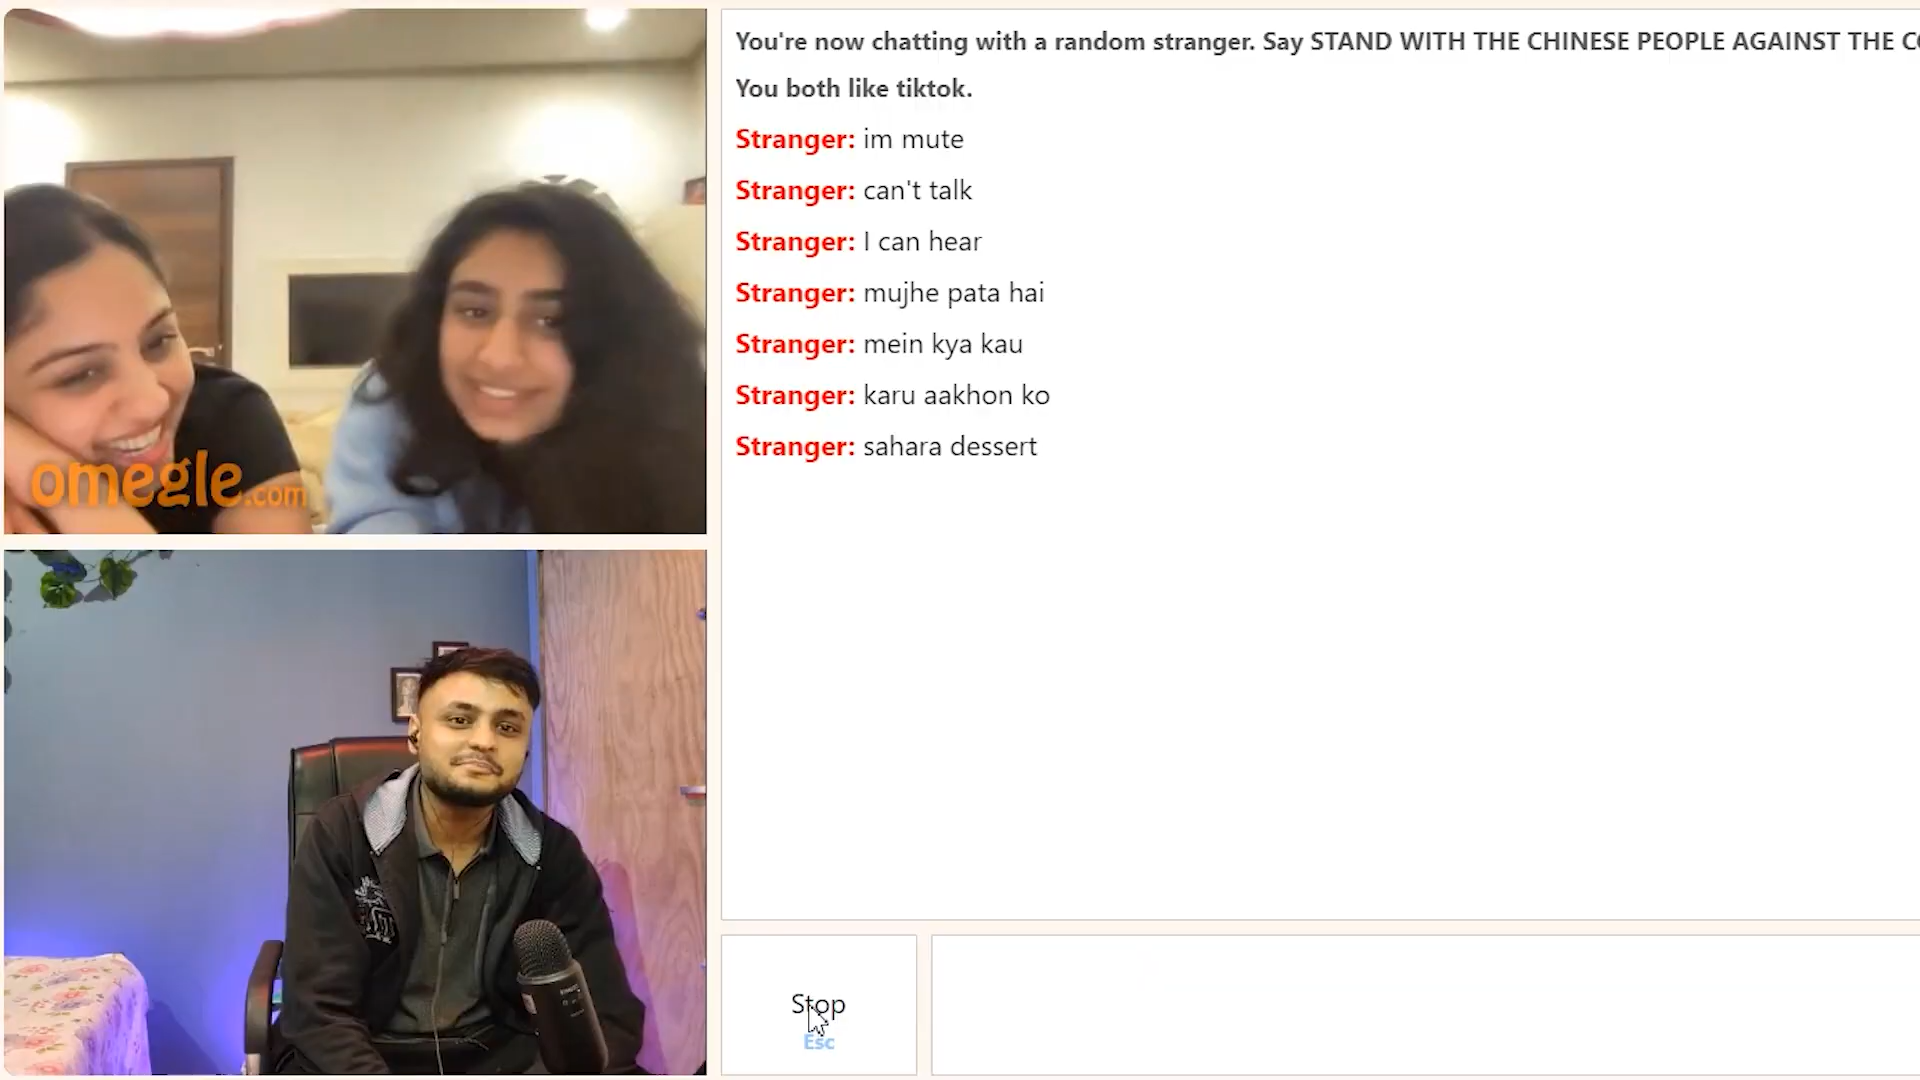 You're now chatting with a random stranger. Say STAND WITH THE CHINESE PEOPLE AGAINST THE
You both like tiktok.
Stranger: im mute
Stranger: can't talk
Stranger: I can hear
Stranger: mujhe pata hai
Stranger: mein kya kau
Stranger: karu aakhon ko
Stranger: sahara dessert
omegle.com
Stop
Esc